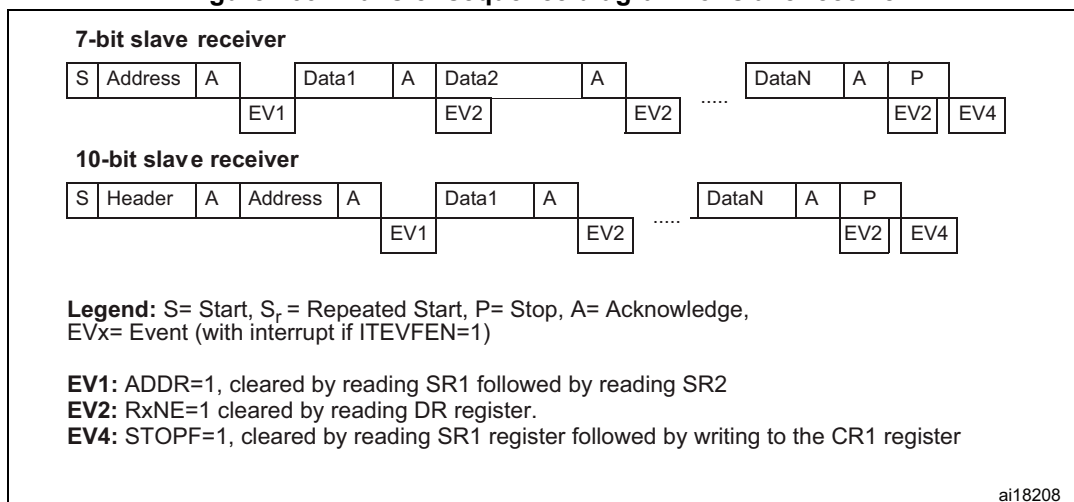 7-bit slave receiver
S Address A Data1 A Data2 A ..... DataN A P
EV1 EV2 EV2 EV2 EV4
10-bit slave receiver
S Header A Address A Data1 A ..... DataN A P
EV1 EV2 EV2 EV4
Legend: S= Start, Sr = Repeated Start, P= Stop, A= Acknowledge,
EVx= Event (with interrupt if ITEVFEN=1)
EV1: ADDR=1, cleared by reading SR1 followed by reading SR2
EV2: RxNE=1 cleared by reading DR register.
EV4: STOPF=1, cleared by reading SR1 register followed by writing to the CR1 register
ai18208